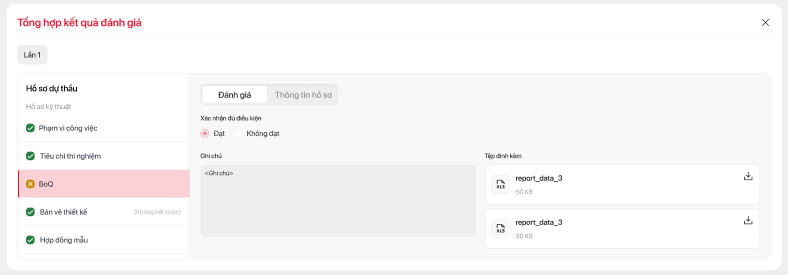 Tổng hợp kết quả đánh giá
Lần 1
Hồ sơ dự thầu
Hồ sơ kỹ thuật
Phạm vi công việc
Tiêu chí thí nghiệm
BoQ
Bản vẽ thiết kế (Không bắt buộc)
Hợp đồng mẫu
Đánh giá Thông tin hồ sơ
Xác nhận đủ điều kiện
Đạt Không đạt
Ghi chú
<Ghi chú>
Tệp đính kèm
XLS
report_data_3
50 KB
XLS
report_data_3
50 KB